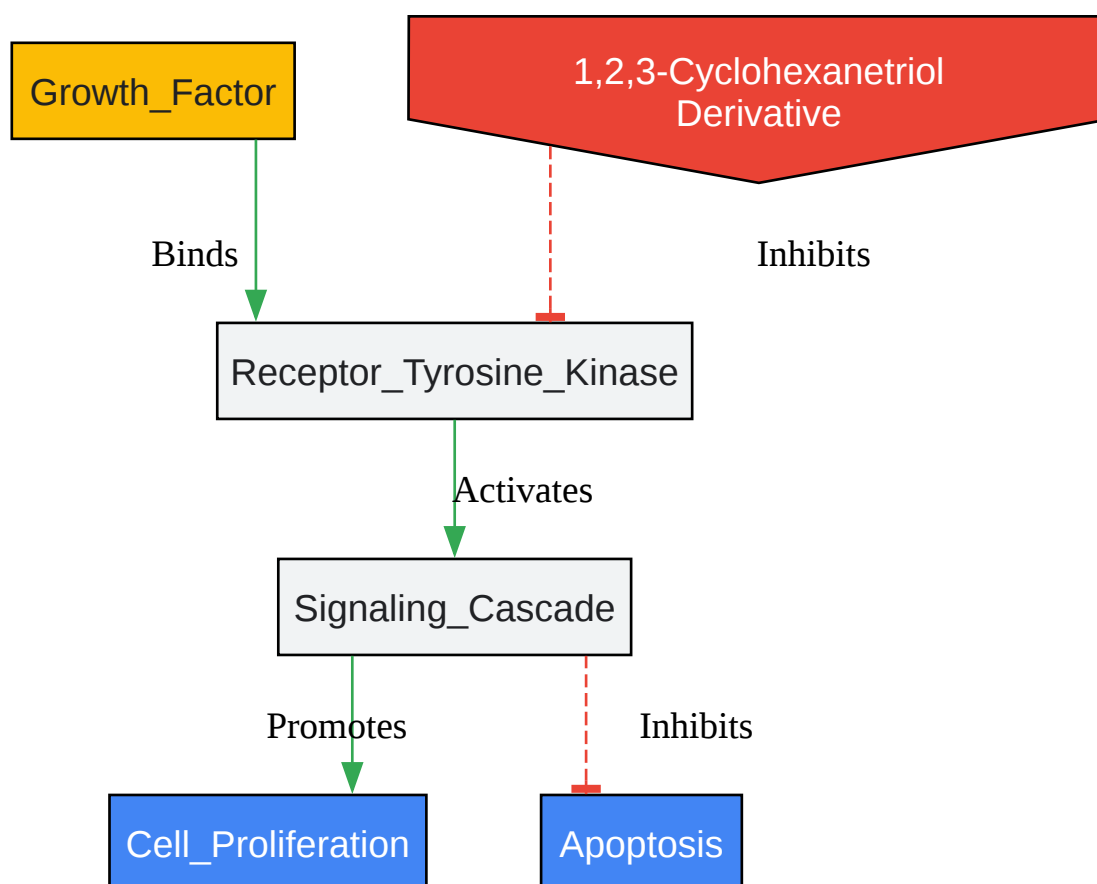 Growth_Factor
1,2,3-Cyclohexanetriol
Derivative
Binds
Inhibits
Receptor_Tyrosine_Kinase
Activates
Signaling_Cascade
Promotes
Inhibits
Cell_Proliferation
Apoptosis